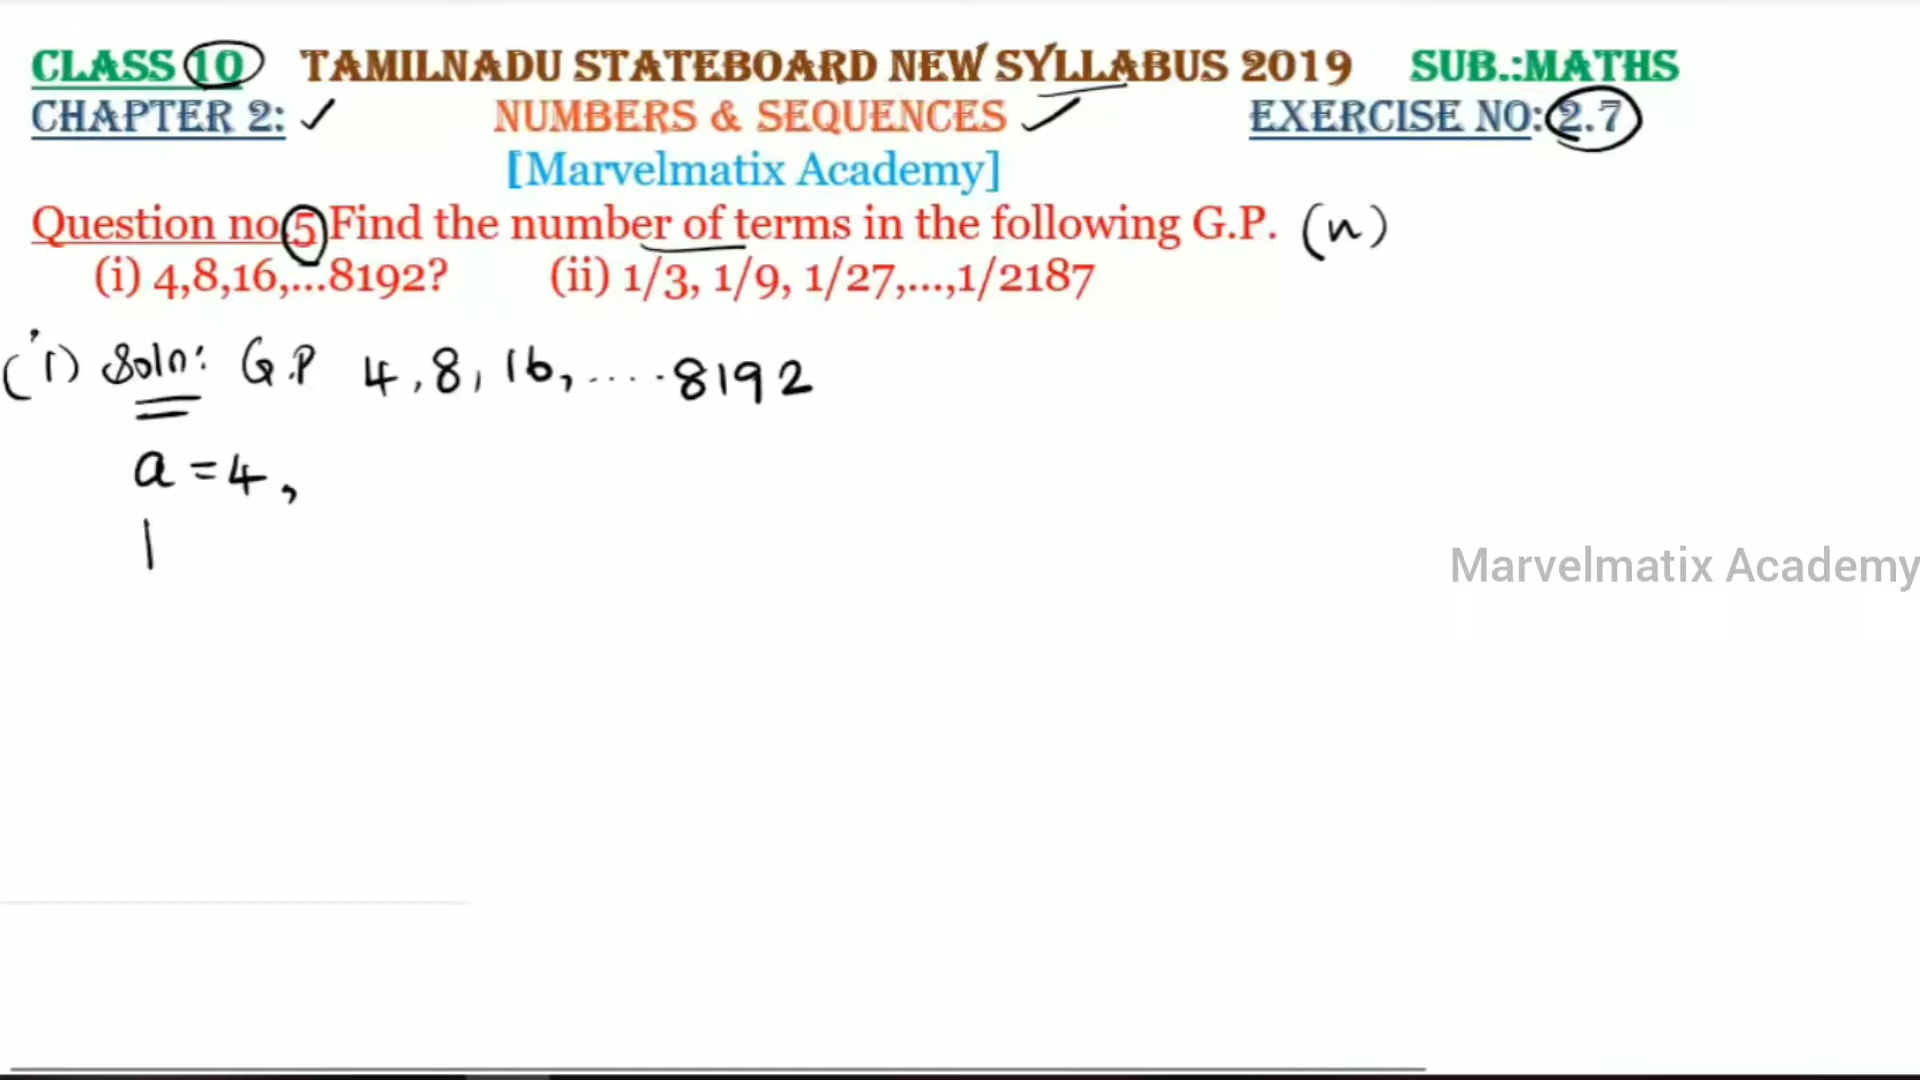 CLASS 10 TAMILNADU STATEBOARD NEW SYLLABUS 2019 SUB.:MATHS
CHAPTER 2: ✓ NUMBERS & SEQUENCES ✓ EXERCISE NO: 2.7
[Marvelmatix Academy]
Question no 5 Find the number of terms in the following G.P. (n)
(i) 4,8,16,...8192? (ii) 1/3, 1/9, 1/27,...,1/2187
(i) Soln: G.P 4, 8, 16, ..... 8192
a = 4,
Marvelmatix Academy